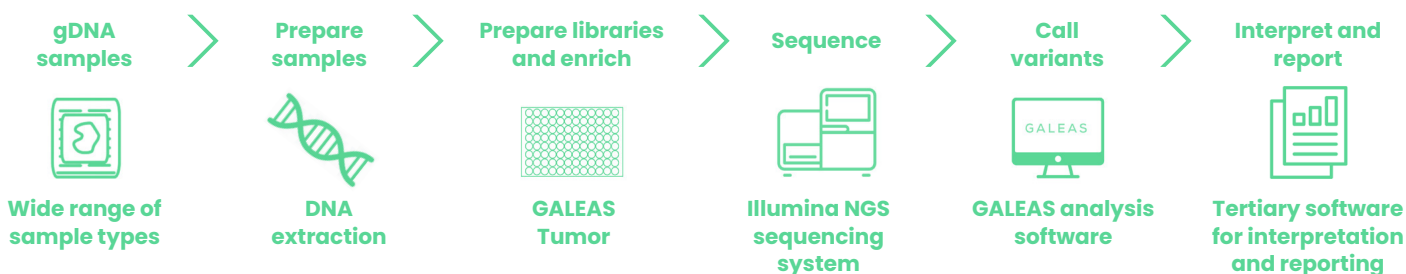 gDNA
samples
Prepare
samples
Prepare libraries
and enrich
Sequence
Call
variants
Interpret and
report
GALEAS
Wide range of
sample types
DNA
extraction
GALEAS
Tumor
Illumina NGS
sequencing
system
GALEAS analysis
software
Tertiary software
for interpretation
and reporting